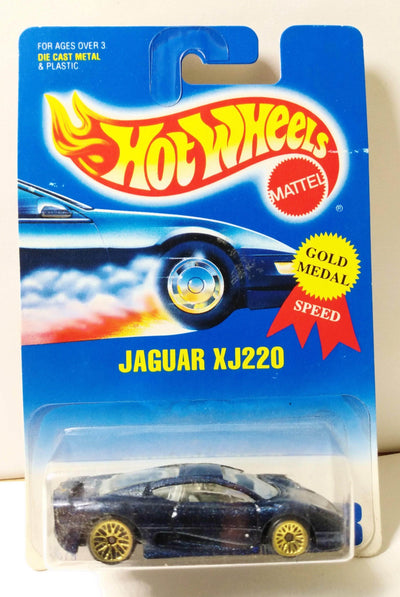 FOR AGES OVER 3
DIE CAST METAL
& PLASTIC
HOT WHEELS
MATTEL
®
GOLD
MEDAL
SPEED
JAGUAR XJ220